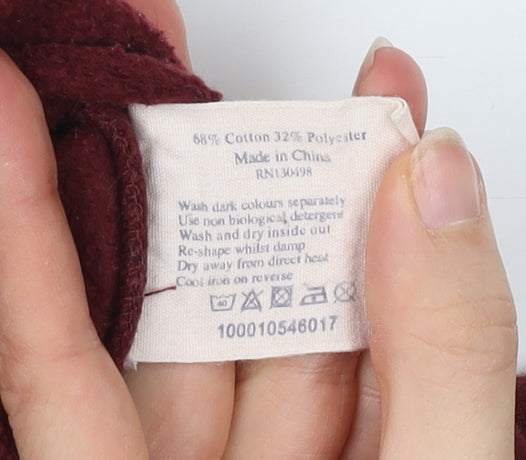 68% Cotton 32% Polyester
Made in China
RN130498
Wash dark colours separately
Use non biological detergent
Wash and dry inside out
Re-shape whilst damp
Dry away from direct heat
Cool iron on reverse
40
100010546017